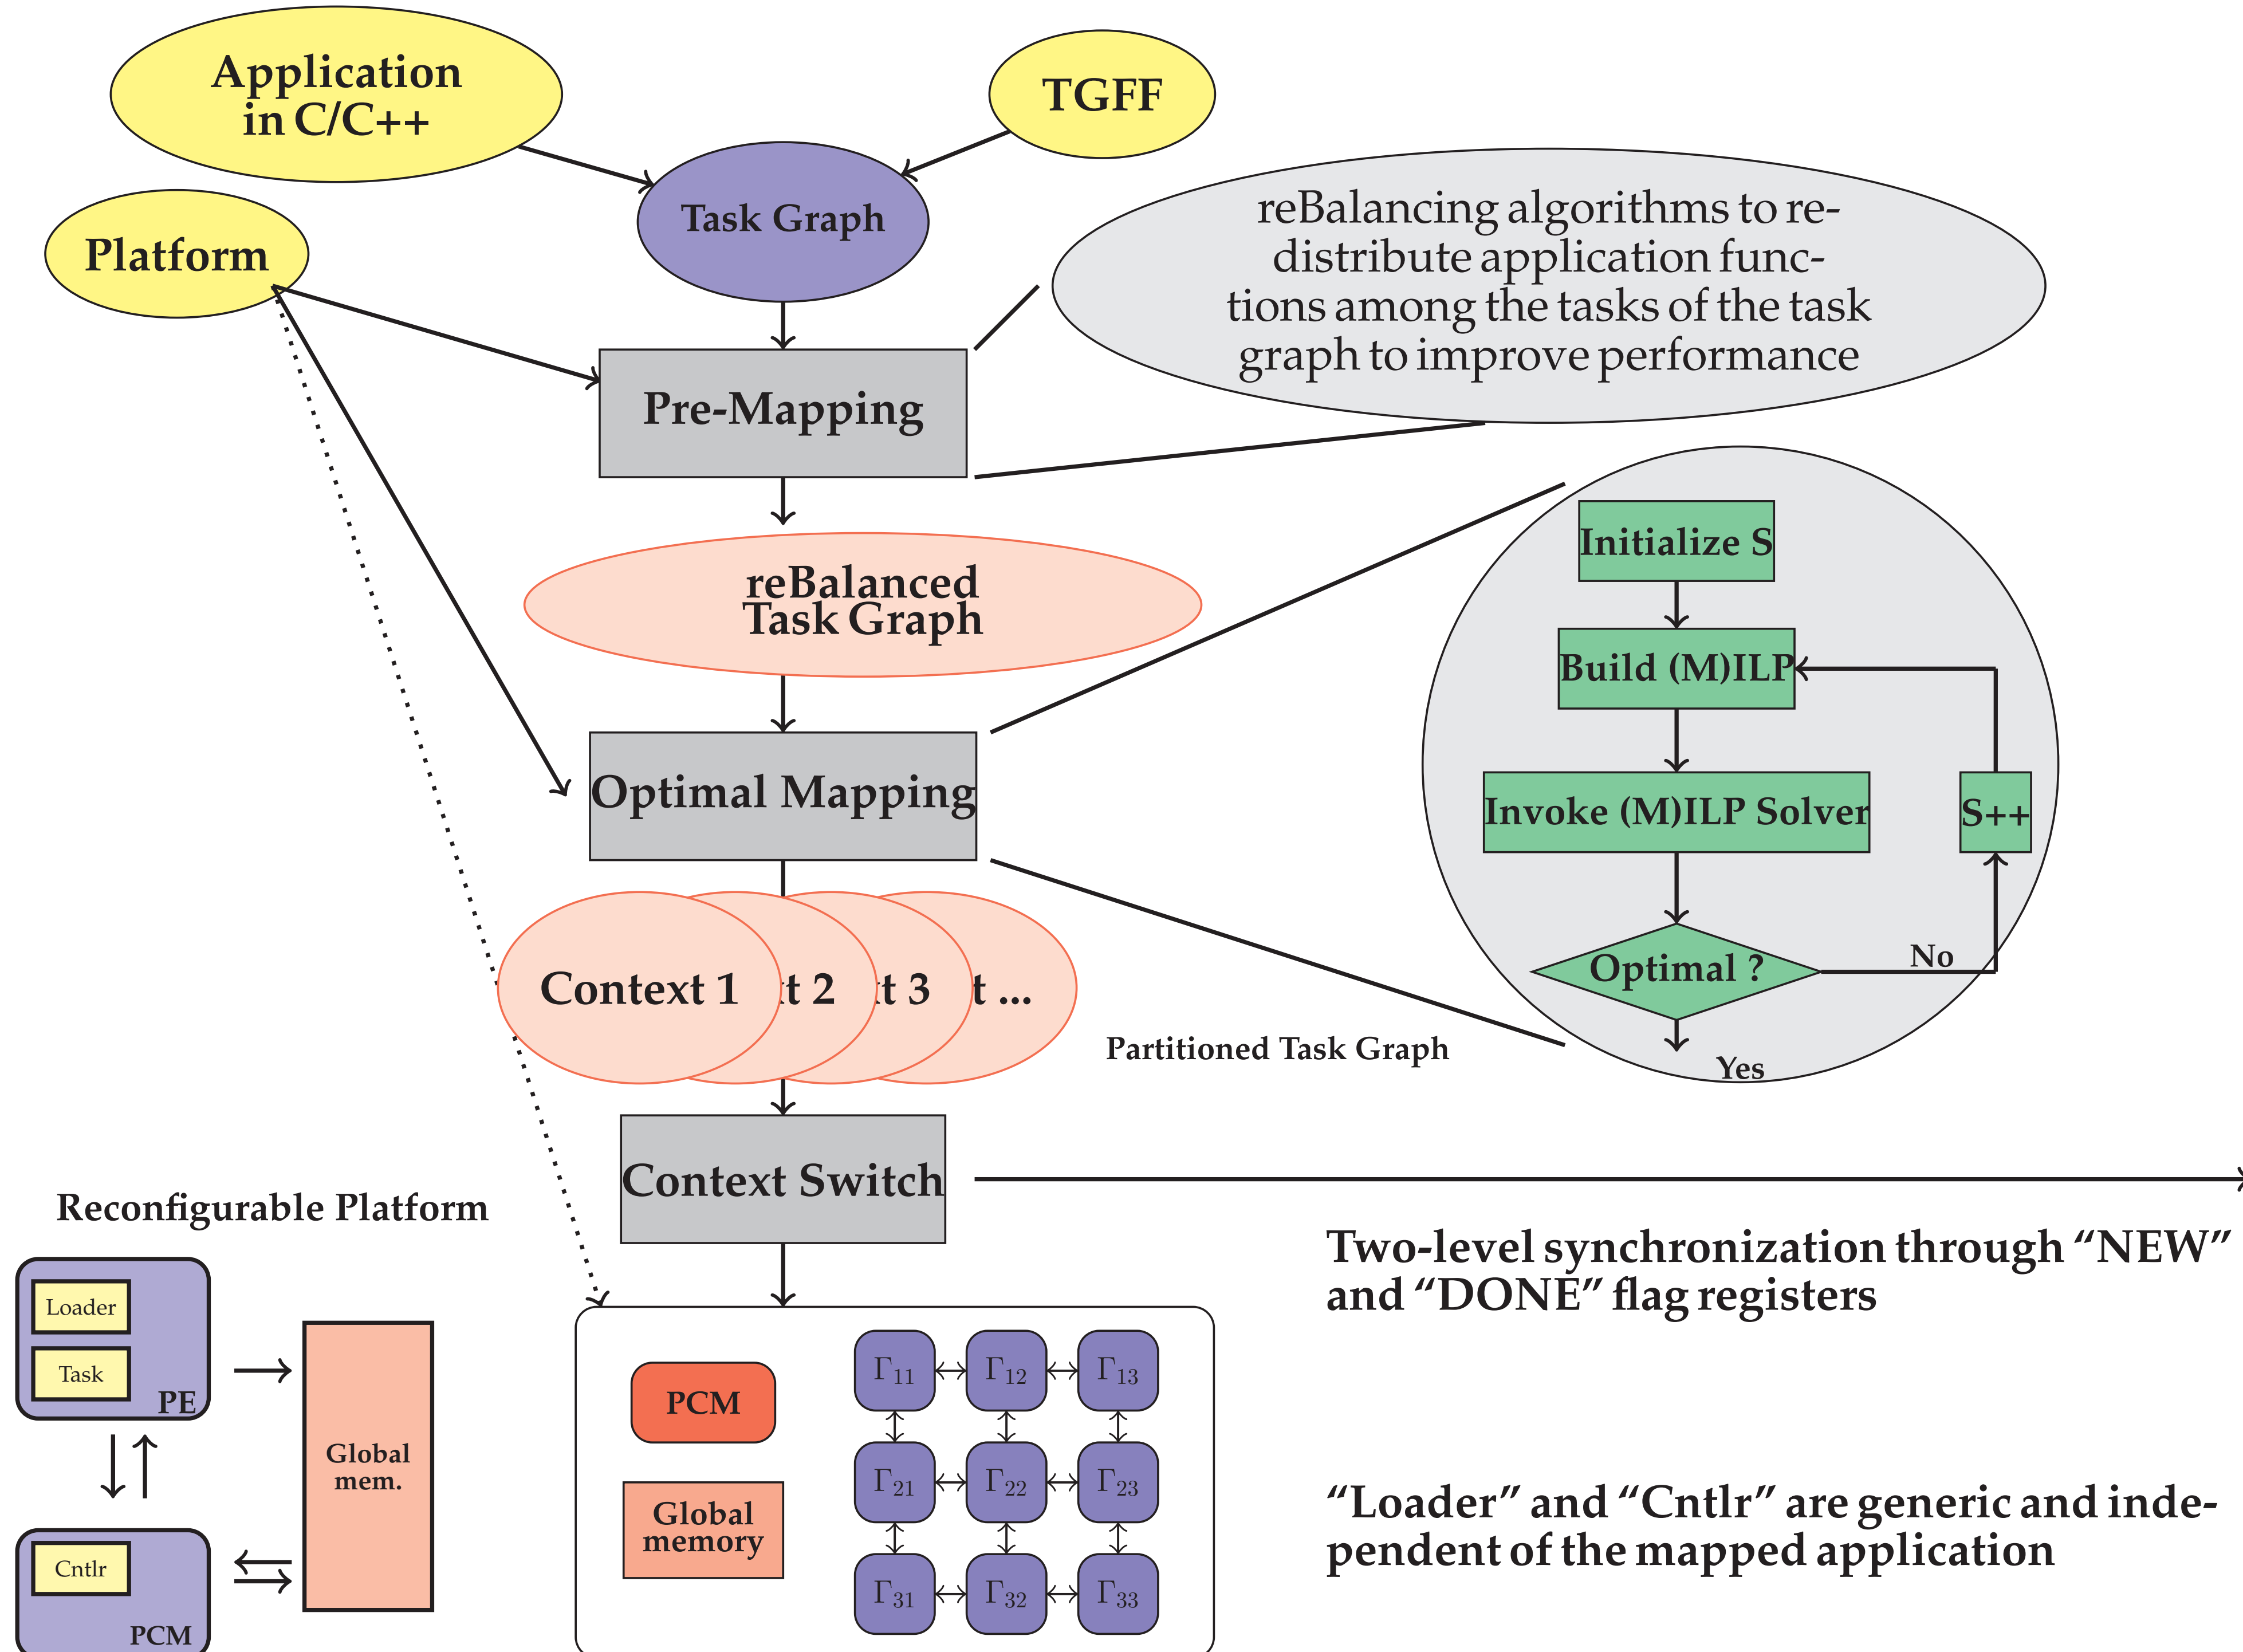 Application
in C/C++
TGFF
Task Graph
Platform
reBalancing algorithms to re-
distribute application func-
tions among the tasks of the task
graph to improve performance
Pre-Mapping
Initialize S
reBalanced
Task Graph
Build (M)ILP
Optimal Mapping
Invoke (M)ILP Solver
S++
Optimal ?
No
Yes
Context 1
t 2
t 3
t ...
Partitioned Task Graph
Context Switch
Reconfigurable Platform
Two-level synchronization through “NEW”
and “DONE” flag registers
Loader
Task
PE
Global
mem.
Cntlr
PCM
PCM
Global
memory
Γ11
Γ12
Γ13
Γ21
Γ22
Γ23
Γ31
Γ32
Γ33
“Loader” and “Cntlr” are generic and inde-
pendent of the mapped application